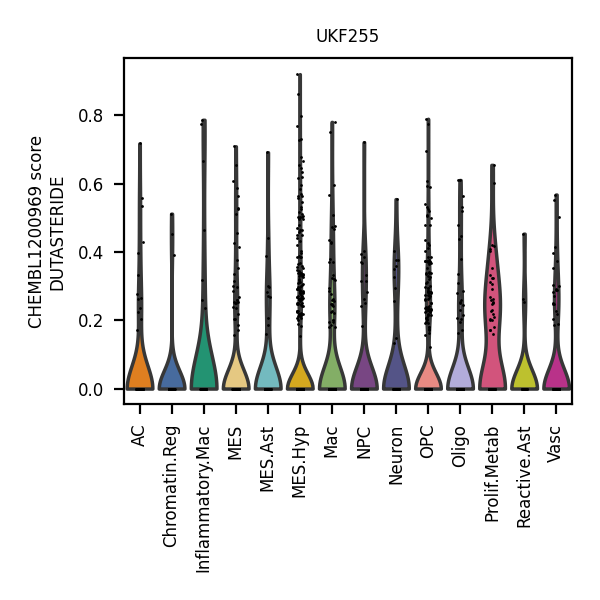 UKF255
CHEMBL1200969 score
DUTASTERIDE
0.8
0.6
0.4
0.2
0.0
AC
Chromatin.Reg
Inflammatory.Mac
MES
MES.Ast
MES.Hyp
Mac
NPC
Neuron
OPC
Oligo
Prolif.Metab
Reactive.Ast
Vasc